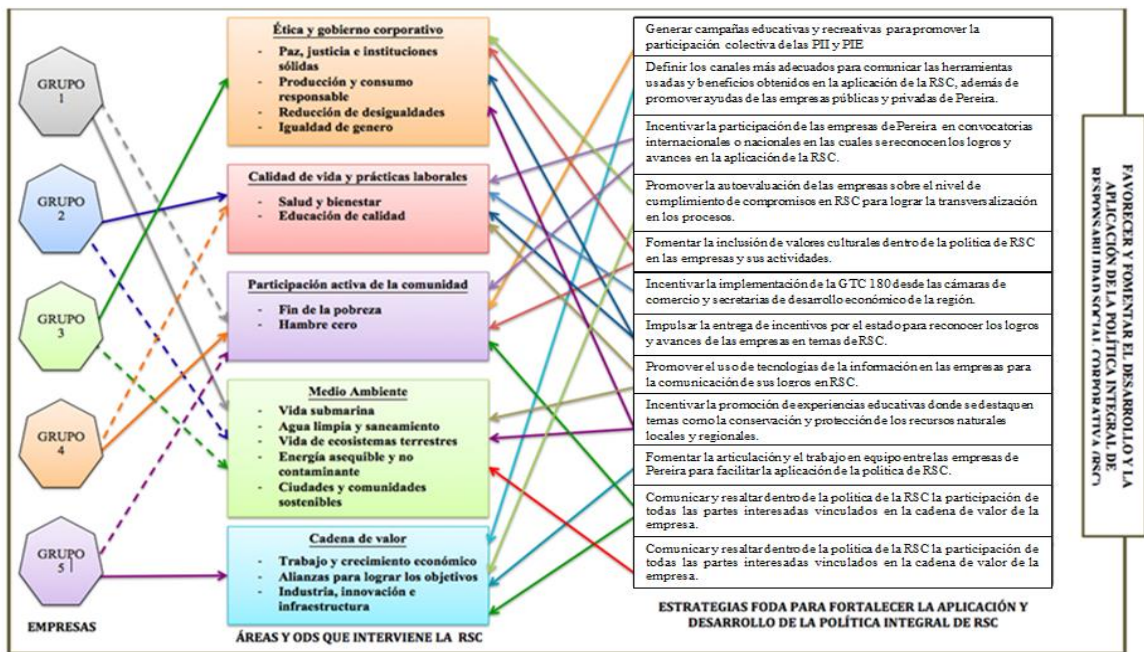 GRUPO
1
GRUPO
2
GRUPO
3
GRUPO
4
GRUPO
5
EMPRESAS
Ética y gobierno corporativo
- Paz, justicia e instituciones
sólidas
- Producción y consumo
responsable
- Reducción de desigualdades
- Igualdad de genero
Calidad de vida y prácticas laborales
- Salud y bienestar
- Educación de calidad
Participación activa de la comunidad
- Fin de la pobreza
- Hambre cero
Medio Ambiente
- Vida submarina
- Agua limpia y saneamiento
- Vida de ecosistemas terrestres
- Energía asequible y no
contaminante
- Ciudades y comunidades
sostenibles
Cadena de valor
- Trabajo y crecimiento económico
- Alianzas para lograr los objetivos
- Industria, innovación e
infraestructura
ÁREAS Y ODS QUE INTERVIENE LA RSC
Generar campañas educativas y recreativas para promover la
participación colectiva de las PII y PIE
Definir los canales más adecuados para comunicar las herramientas
usadas y beneficios obtenidos en la aplicación de la RSC, además de
promover ayudas de las empresas públicas y privadas de Pereira.
Incentivar la participación de las empresas de Pereira en convocatorias
internacionales o nacionales en las cuales se reconocen los logros y
avances en la aplicación de la RSC.
Promover la autoevaluación de las empresas sobre el nivel de
cumplimiento de compromisos en RSC para lograr la transversalización
en los procesos.
Fomentar la inclusión de valores culturales dentro de la política de RSC
en las empresas y sus actividades.
Incentivar la implementación de la GTC 180 desde las cámaras de
comercio y secretarias de desarrollo económico de la región.
Impulsar la entrega de incentivos por el estado para reconocer los logros
y avances de las empresas en temas de RSC.
Promover el uso de tecnologías de la información en las empresas para
la comunicación de sus logros en RSC.
Incentivar la promoción de experiencias educativas donde se destaquen
temas como la conservación y protección de los recursos naturales
locales y regionales.
Fomentar la articulación y el trabajo en equipo entre las empresas de
Pereira para facilitar la aplicación de la política de RSC.
Comunicar y resaltar dentro de la política de la RSC la participación de
todas las partes interesadas vinculados en la cadena de valor de la
empresa.
Comunicar y resaltar dentro de la política de la RSC la participación de
todas las partes interesadas vinculados en la cadena de valor de la
empresa.
ESTRATEGIAS FODA PARA FORTALECER LA APLICACIÓN Y
DESARROLLO DE LA POLÍTICA INTEGRAL DE RSC
FAVORECER Y FOMENTAR EL DESARROLLO Y LA
APLICACIÓN DE LA POLÍTICA INTEGRAL DE
RESPONSABILIDAD SOCIAL CORPORATIVA (RSC)